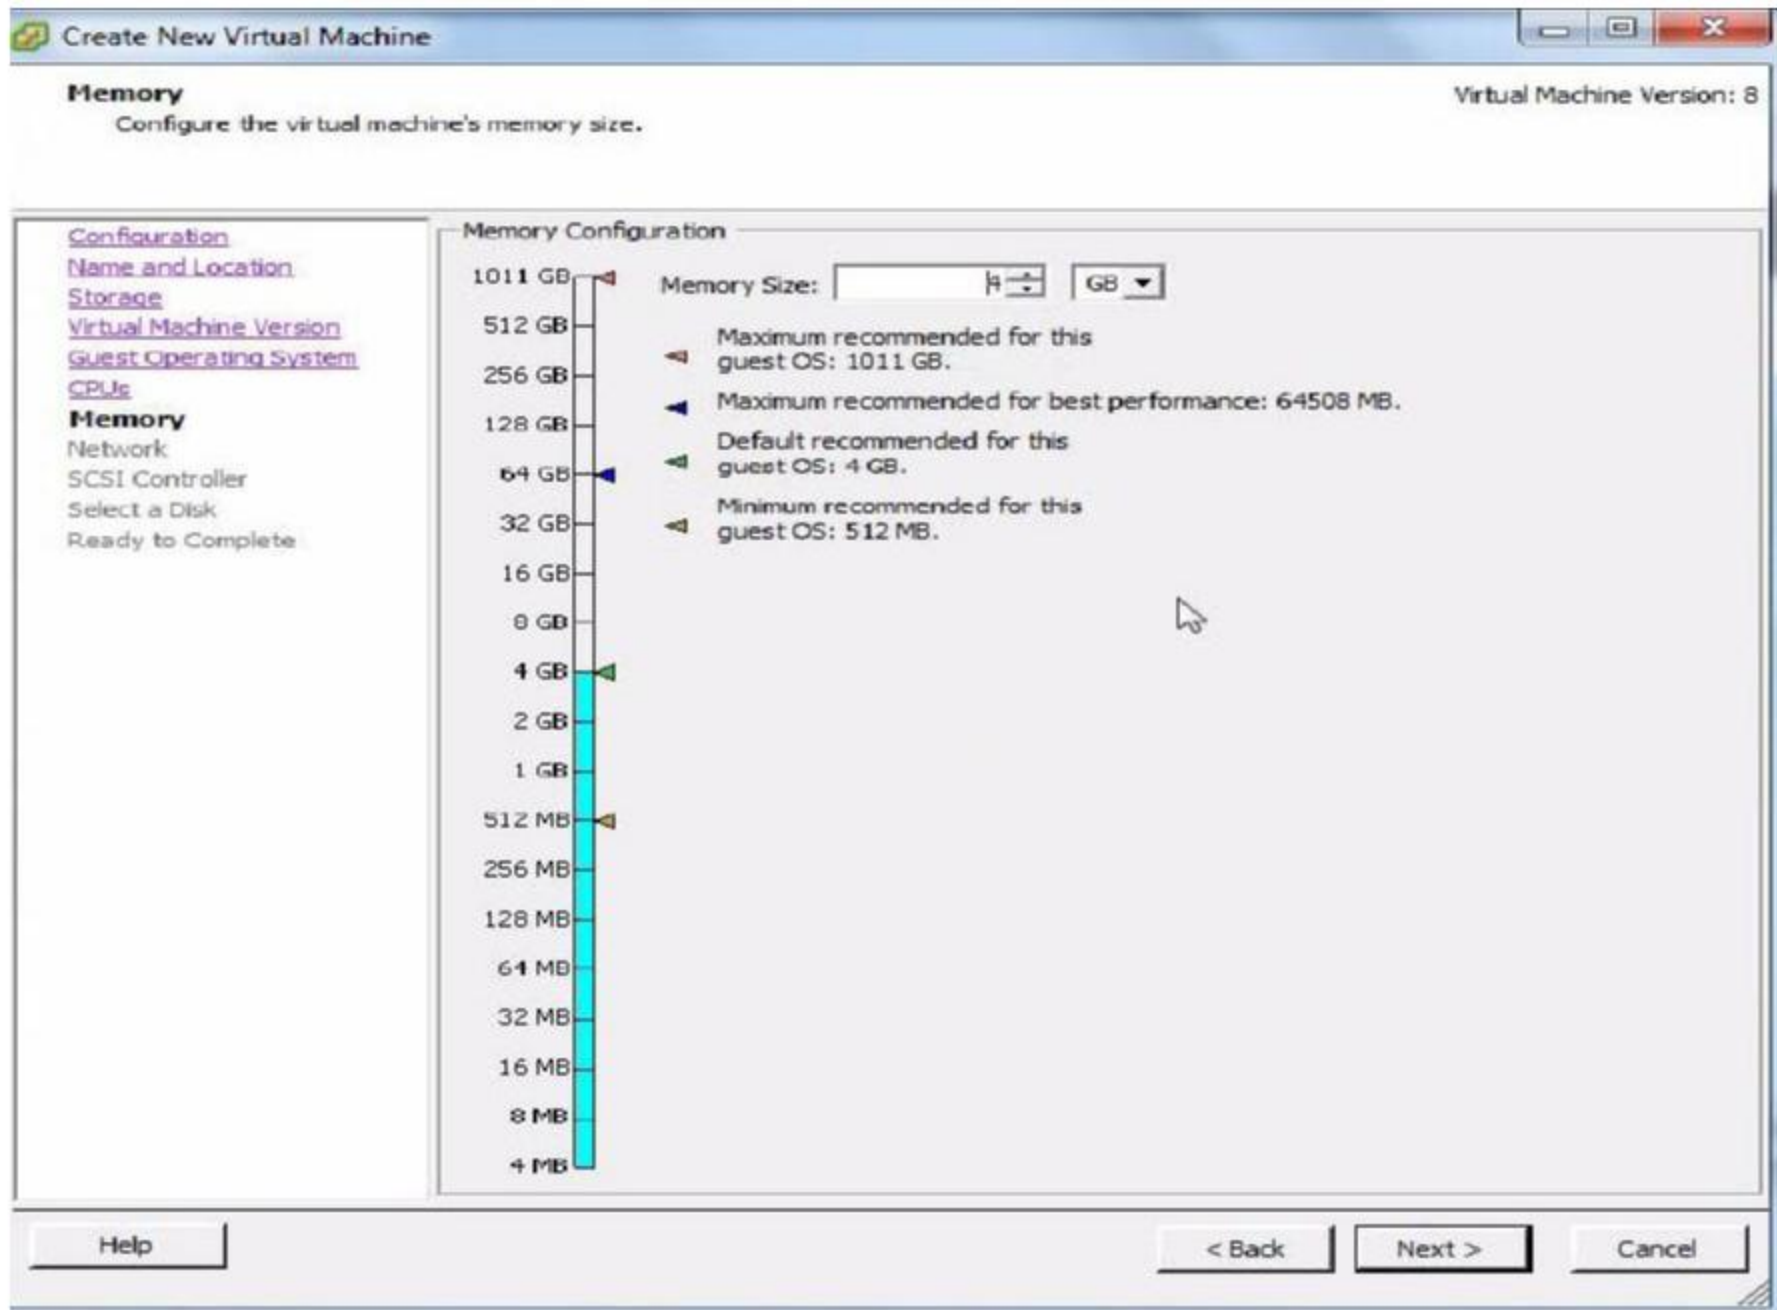 Create New Virtual Machine
Memory
Virtual Machine Version: 8
Configure the virtual machine's memory size.
Configuration
Name and Location
Storage
Virtual Machine Version
Guest Operating System
CPUs
Memory
Network
SCSI Controller
Select a Disk
Ready to Complete
Memory Configuration
1011 GB
512 GB
256 GB
128 GB
64 GB
32 GB
16 GB
8 GB
4 GB
2 GB
1 GB
512 MB
256 MB
128 MB
64 MB
32 MB
16 MB
8 MB
4 MB
Memory Size: 4 GB
Maximum recommended for this
guest OS: 1011 GB.
Maximum recommended for best performance: 64508 MB.
Default recommended for this
guest OS: 4 GB.
Minimum recommended for this
guest OS: 512 MB.
Help
< Back
Next >
Cancel